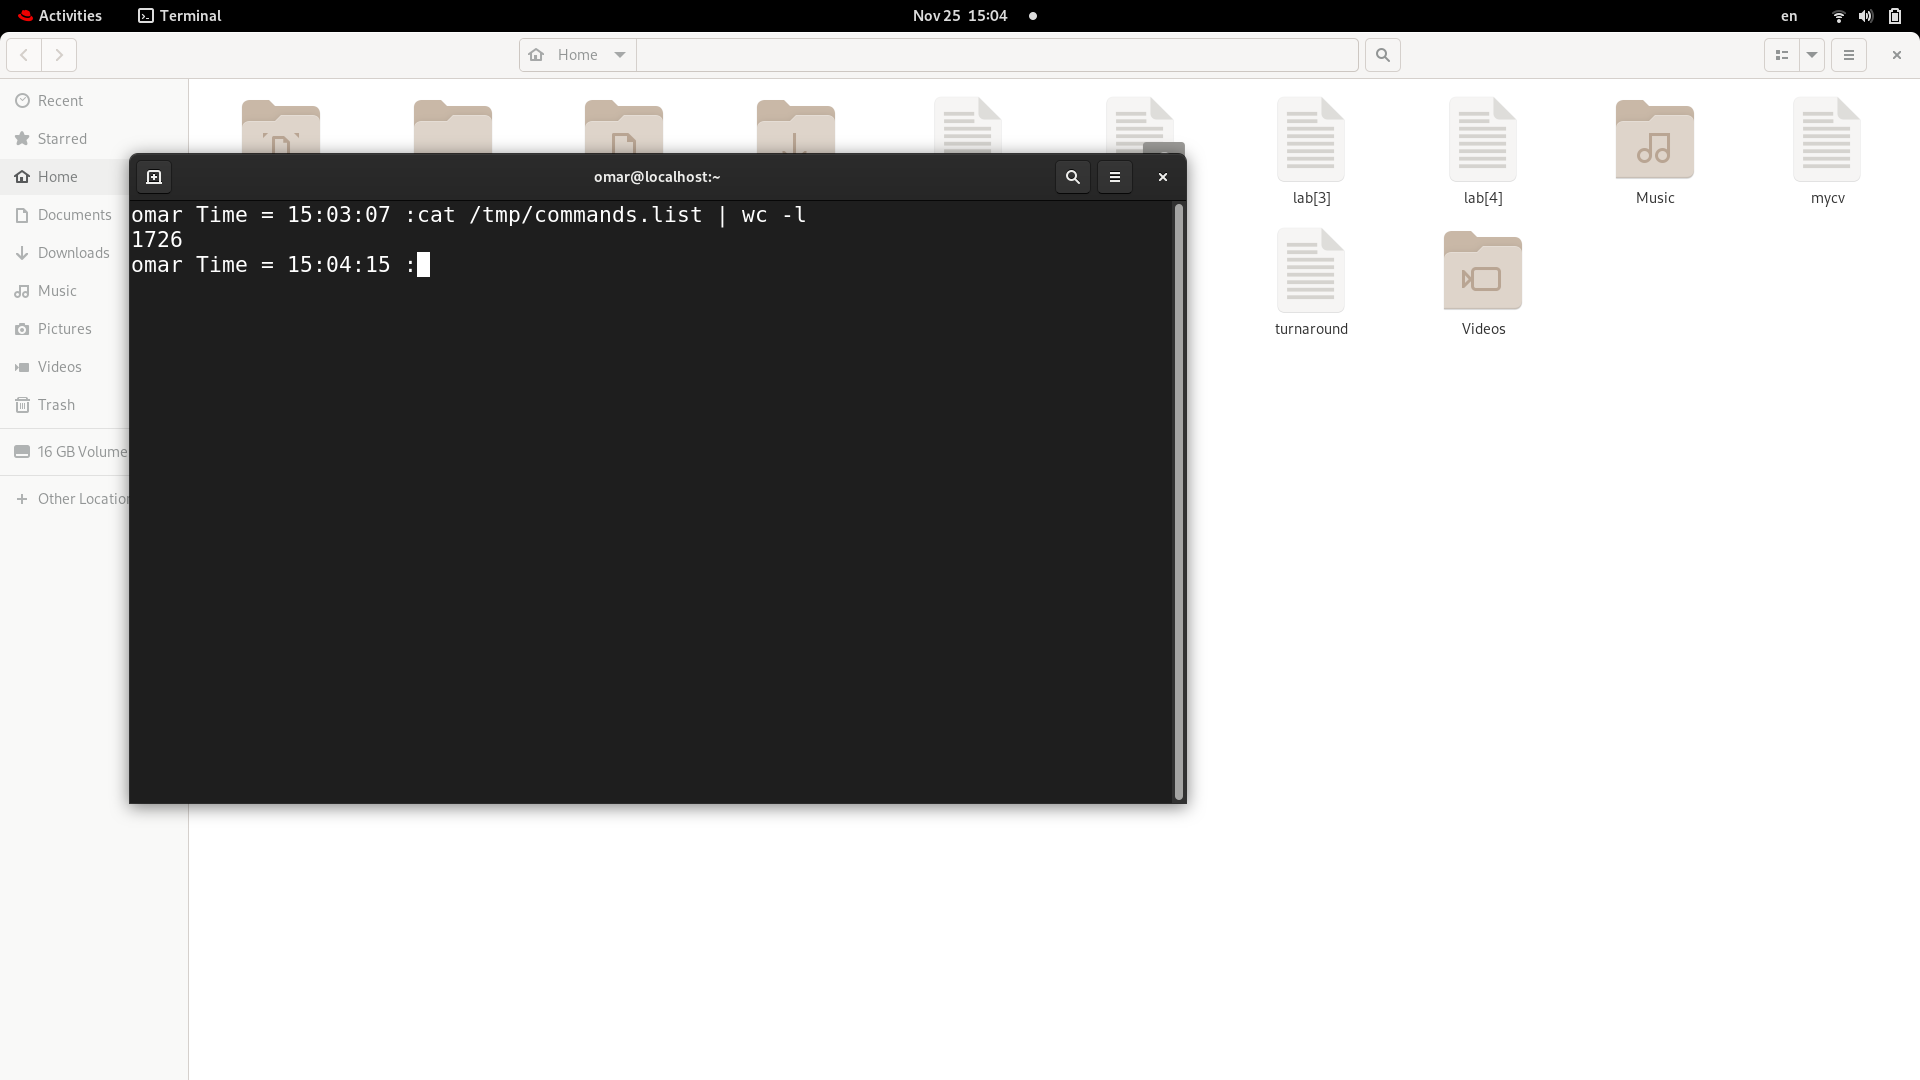 Activities Terminal Nov 25 15:04 en
Home
Recent
Starred
Home
Documents
Downloads
Music
Pictures
Videos
Trash
16 GB Volume
Other Location
omar@localhost:~
omar Time = 15:03:07 :cat /tmp/commands.list | wc -l
1726
omar Time = 15:04:15 :
lab[3] lab[4] Music mycv
turnaround Videos